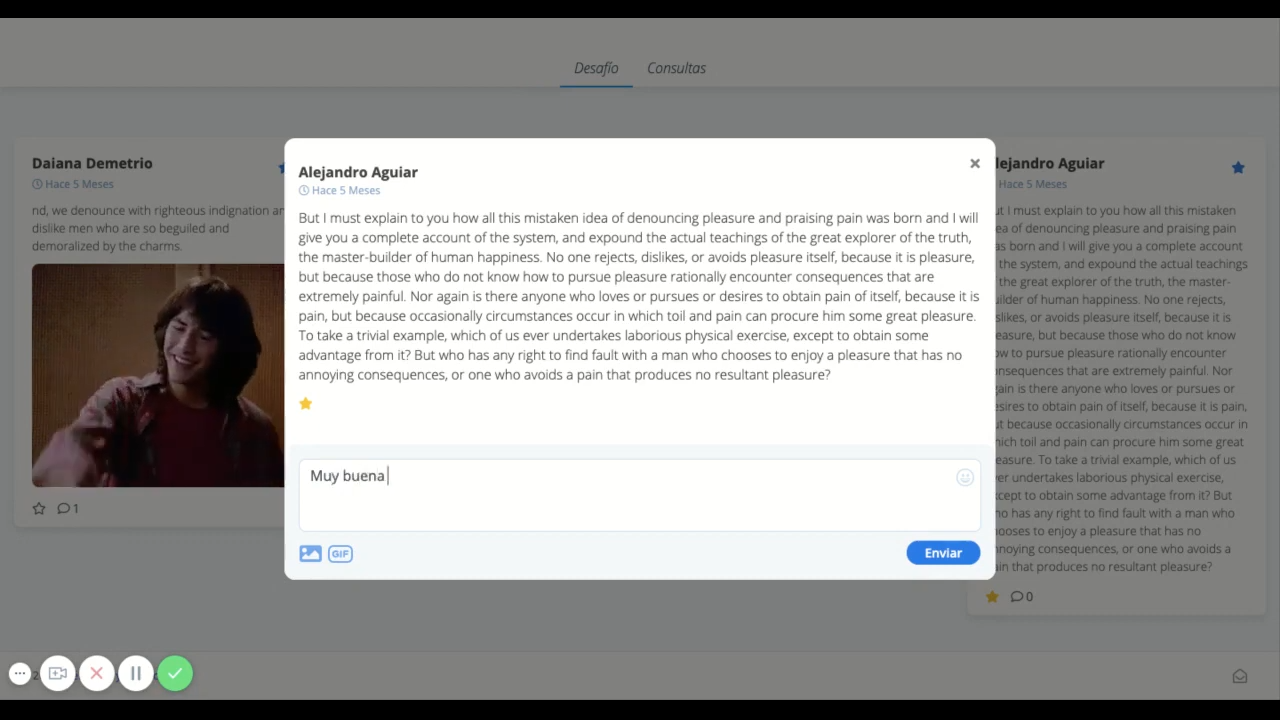 Desafío Consultas
Daiana Demetrio
Hace 5 Meses
nd, we denounce with righteous indignation an
dislike men who are so beguiled and
demoralized by the charms.
1
Alejandro Aguiar
Hace 5 Meses
But I must explain to you how all this mistaken idea of denouncing pleasure and praising pain was born and I will
give you a complete account of the system, and expound the actual teachings of the great explorer of the truth,
the master-builder of human happiness. No one rejects, dislikes, or avoids pleasure itself, because it is pleasure,
but because those who do not know how to pursue pleasure rationally encounter consequences that are
extremely painful. Nor again is there anyone who loves or pursues or desires to obtain pain of itself, because it is
pain, but because occasionally circumstances occur in which toil and pain can procure him some great pleasure.
To take a trivial example, which of us ever undertakes laborious physical exercise, except to obtain some
advantage from it? But who has any right to find fault with a man who chooses to enjoy a pleasure that has no
annoying consequences, or one who avoids a pain that produces no resultant pleasure?
Muy buena
GIF
Enviar
lejandro Aguiar
Hace 5 Meses
ut I must explain to you how all this mistaken
ea of denouncing pleasure and praising pain
as born and I will give you a complete account
the system, and expound the actual teachings
the great explorer of the truth, the master-
uilder of human happiness. No one rejects,
slikes, or avoids pleasure itself, because it is
easure, but because those who do not know
ow to pursue pleasure rationally encounter
onsequences that are extremely painful. Nor
gain is there anyone who loves or pursues or
esires to obtain pain of itself, because it is pain,
ut because occasionally circumstances occur in
hich toil and pain can procure him some great
easure. To take a trivial example, which of us
er undertakes laborious physical exercise,
xcept to obtain some advantage from it? But
ho has any right to find fault with a man who
hooses to enjoy a pleasure that has no
nnoying consequences, or one who avoids a
ain that produces no resultant pleasure?
0